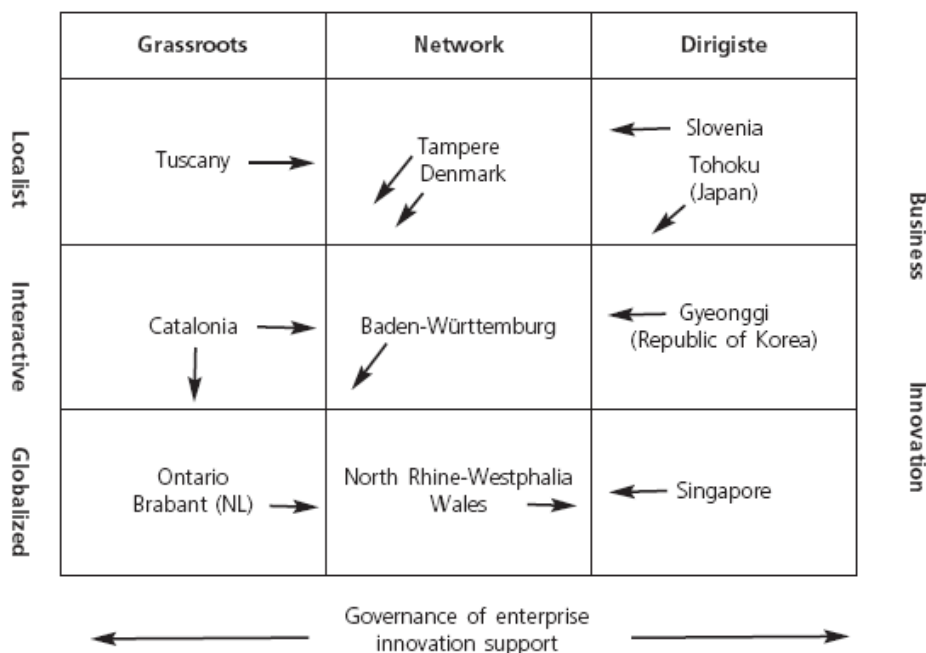 Grassroots
Network
Dirigiste
Localist
Tuscany
Tampere
Denmark
Slovenia
Tohoku
(Japan)
Interactive
Catalonia
Baden-Württemburg
Gyeonggi
(Republic of Korea)
Globalized
Ontario
Brabant (NL)
North Rhine-Westphalia
Wales
Singapore
Business
Innovation
Governance of enterprise
innovation support